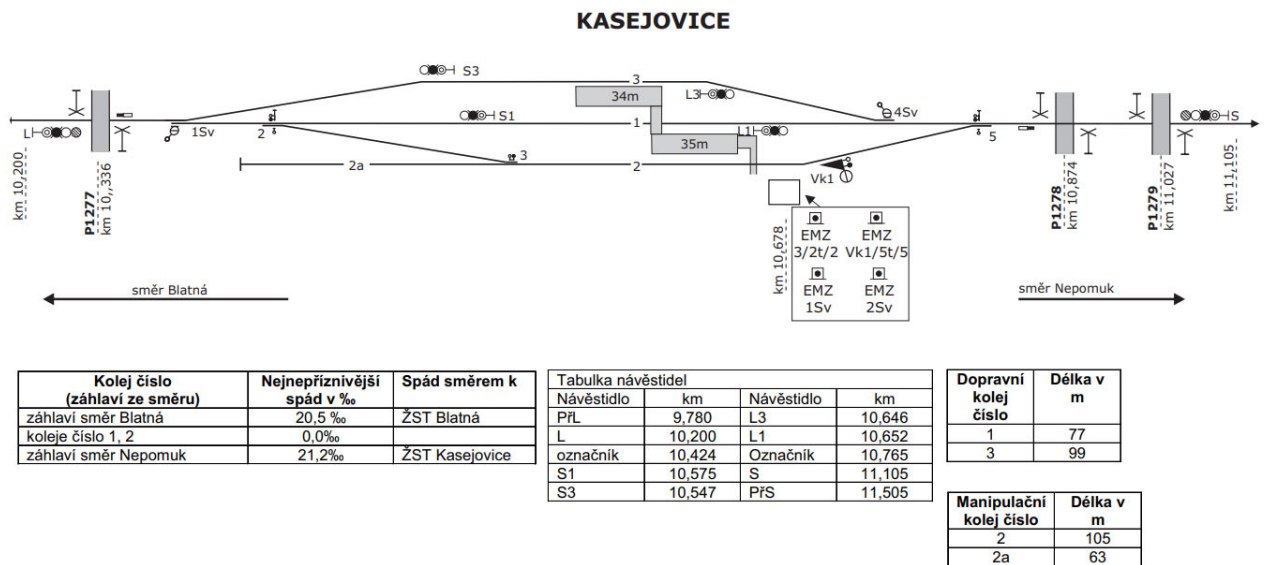 KASEJOVICE
S3
3
34m
L3
4Sv
S1
1
L
1Sv
2
35m
L1
5
S
2a
3
2
Vk1
km 10,200
P1277
km 10,,336
P1278
km 10,874
P1279
km 11,027
km 11,105
km 10,678
EMZ
3/2t/2
EMZ
Vk1/5t/5
EMZ
1Sv
EMZ
2Sv
směr Blatná
směr Nepomuk
Kolej číslo
(záhlaví ze směru)
Nejnepříznivější
spád v ‰
Spád směrem k
záhlaví směr Blatná 20,5 ‰ ŽST Blatná
koleje číslo 1, 2 0,0‰
záhlaví směr Nepomuk 21,2‰ ŽST Kasejovice
Tabulka návěstidel
Návěstidlo km Návěstidlo km
PřL 9,780 L3 10,646
L 10,200 L1 10,652
označník 10,424 Označník 10,765
S1 10,575 S 11,105
S3 10,547 PřS 11,505
Dopravní
kolej
číslo
Délka v
m
1 77
3 99
Manipulační
kolej číslo
Délka v
m
2 105
2a 63